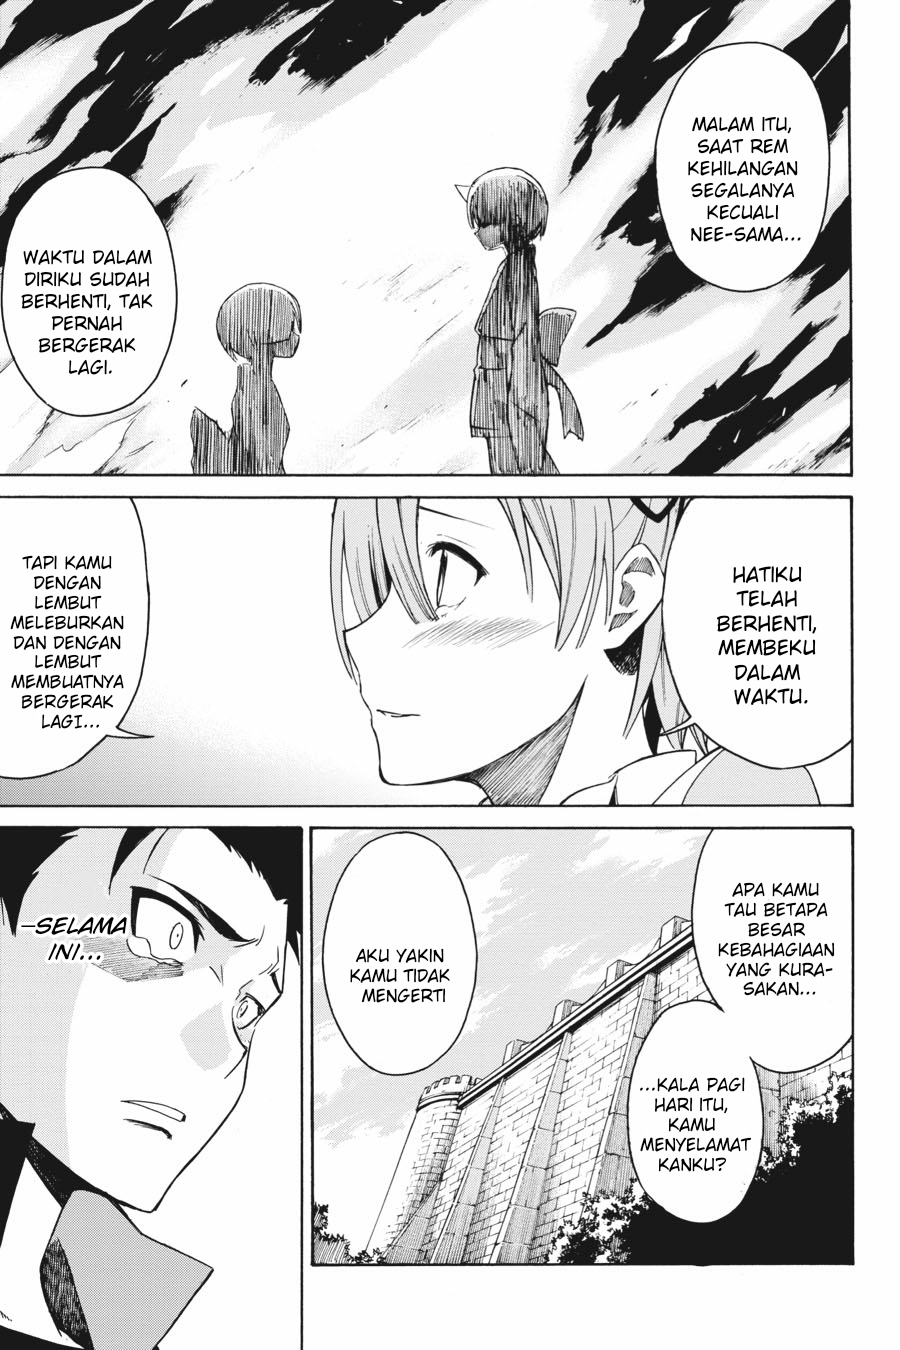 MALAM ITU,
SAAT REM
KEHILANGAN
SEGALANYA
KECUALI
NEE-SAMA...
WAKTU DALAM
DIRIKU SUDAH
BERHENTI, TAK
PERNAH
BERGERAK
LAGI.
HATIKU
TELAH
BERHENTI,
MEMBEKU
DALAM
WAKTU.
TAPI KAMU
DENGAN
LEMBUT
MELEBURKAN
DAN DENGAN
LEMBUT
MEMBUATNYA
BERGERAK
LAGI...
APA KAMU
TAU BETAPA
BESAR
KEBAHAGIAAN
YANG KURA-
SAKAN...
...KALA PAGI
HARI ITU,
KAMU
MENYELAMAT
KANKU?
AKU YAKIN
KAMU TIDAK
MENGERTI
—SELAMA
INI...